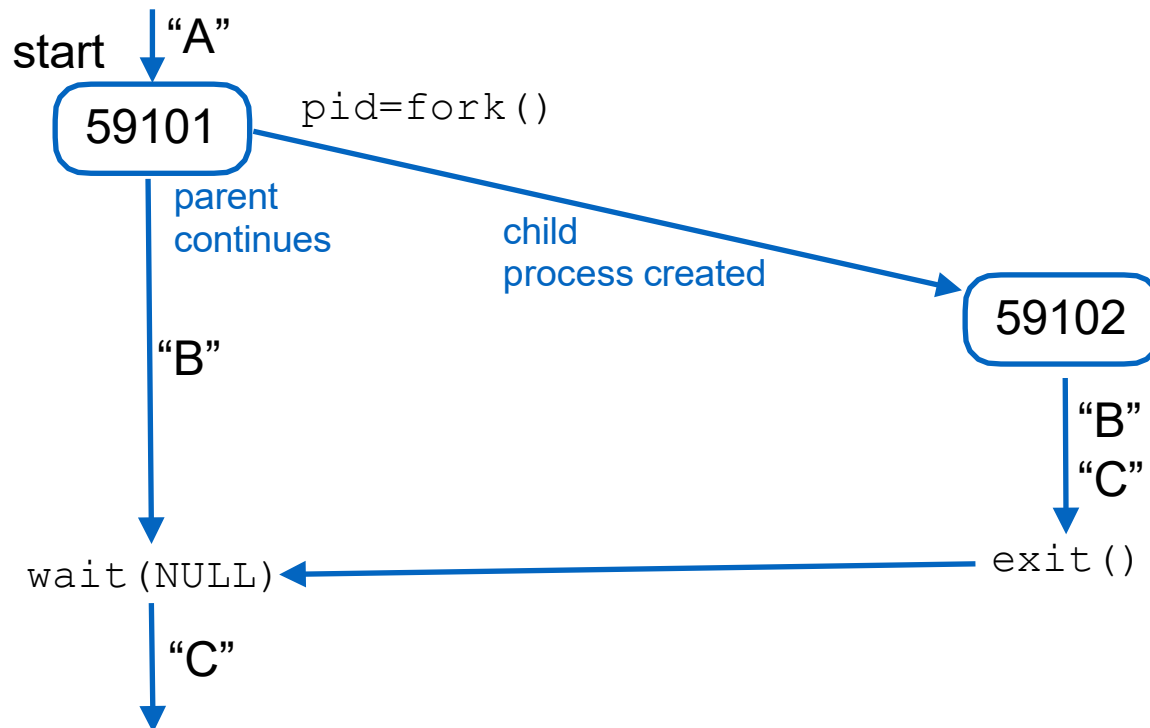 “A”
start
59101
pid=fork()
parent
continues
child
process created
59102
“B”
“B”
“C”
wait(NULL)
exit()
“C”